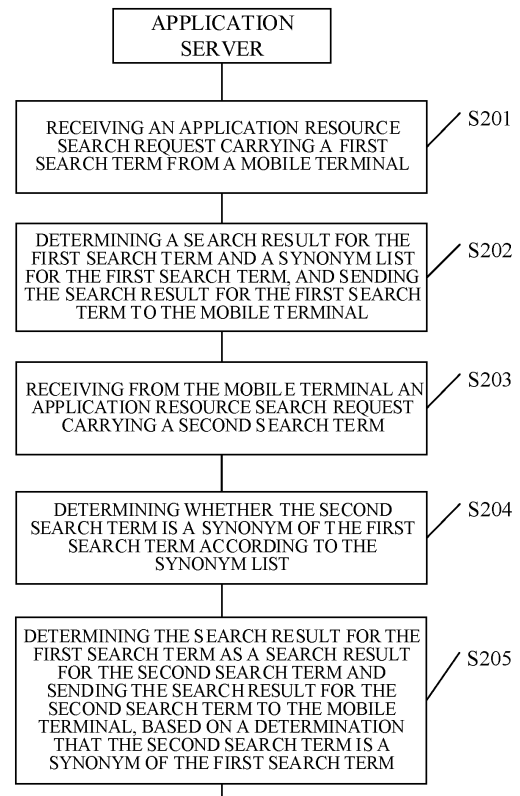 APPLICATION
SERVER
RECEIVING AN APPLICATION RESOURCE
SEARCH REQUEST CARRYING A FIRST
SEARCH TERM FROM A MOBILE TERMINAL
S201
DETERMINING A SEARCH RESULT FOR THE
FIRST SEARCH TERM AND A SYNONYM LIST
FOR THE FIRST SEARCH TERM, AND SENDING
THE SEARCH RESULT FOR THE FIRST SEARCH
TERM TO THE MOBILE TERMINAL
S202
RECEIVING FROM THE MOBILE TERMINAL AN
APPLICATION RESOURCE SEARCH REQUEST
CARRYING A SECOND SEARCH TERM
S203
DETERMINING WHETHER THE SECOND
SEARCH TERM IS A SYNONYM OF THE FIRST
SEARCH TERM ACCORDING TO THE
SYNONYM LIST
S204
DETERMINING THE SEARCH RESULT FOR THE
FIRST SEARCH TERM AS A SEARCH RESULT
FOR THE SECOND SEARCH TERM AND
SENDING THE SEARCH RESULT FOR THE
SECOND SEARCH TERM TO THE MOBILE
TERMINAL, BASED ON A DETERMINATION
THAT THE SECOND SEARCH TERM IS A
SYNONYM OF THE FIRST SEARCH TERM
S205